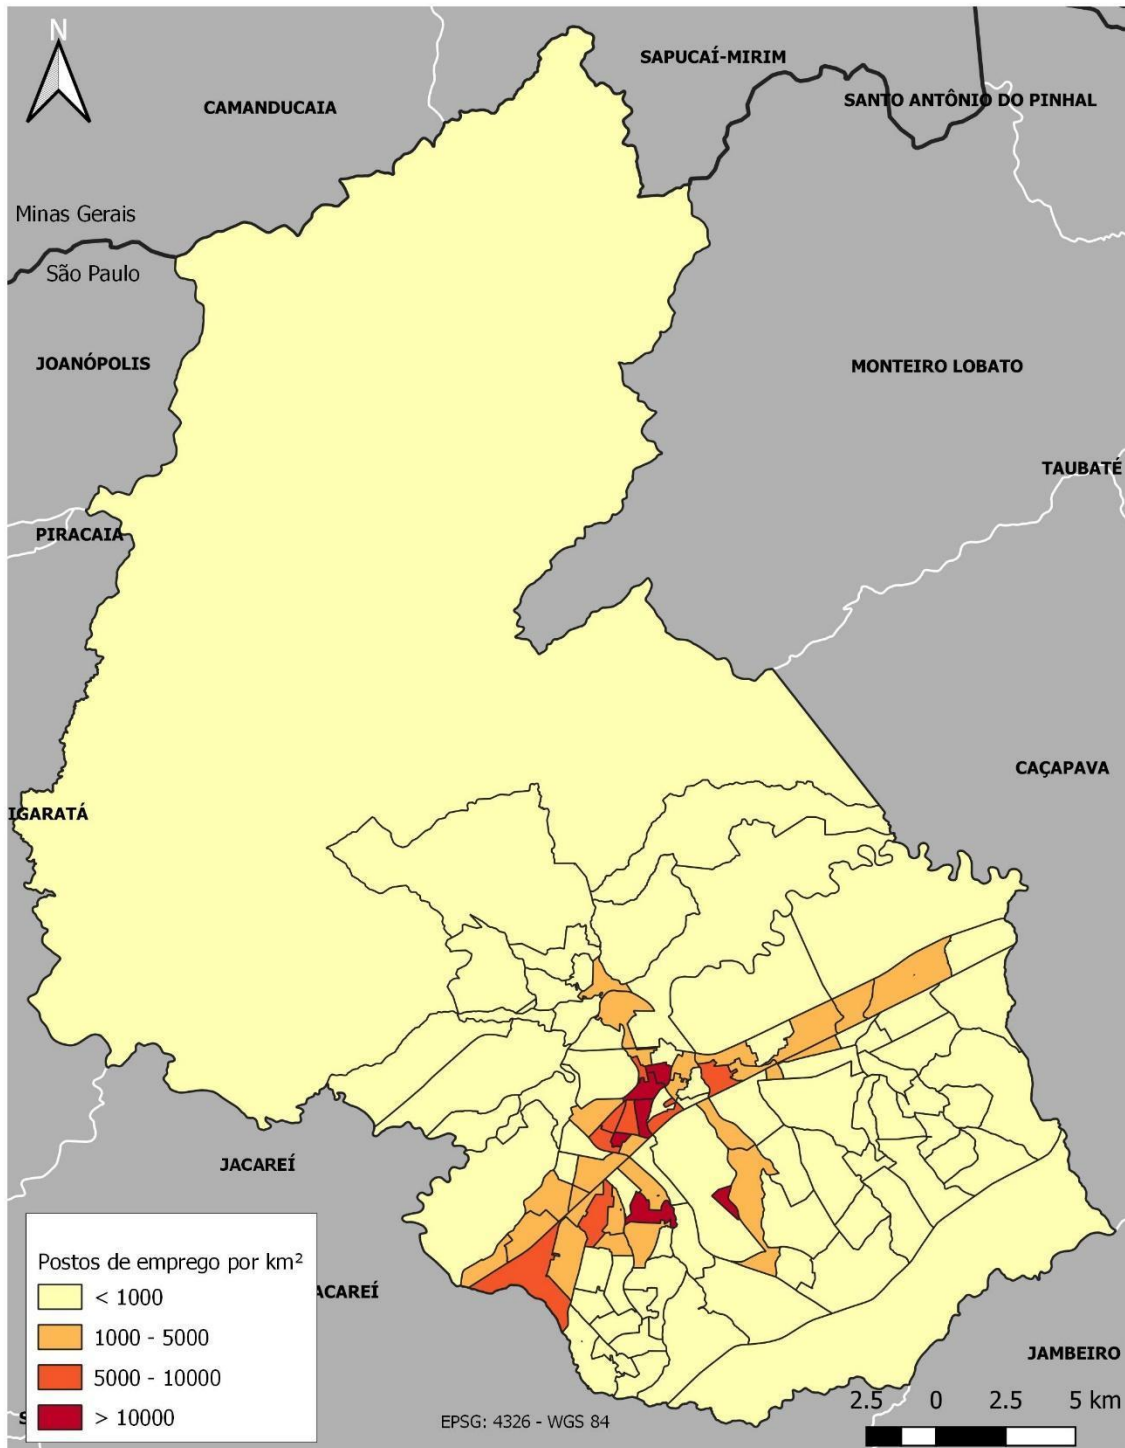 N
SAPUCAÍ-MIRIM
CAMANDUCAIA
SANTO ANTÔNIO DO PINHAL
Minas Gerais
São Paulo
JOANÓPOLIS
MONTEIRO LOBATO
TAUBATÉ
PIRACAIA
CAÇAPAVA
IGARATÁ
JACAREÍ
Postos de emprego por km²
< 1000
1000 - 5000
5000 - 10000
> 10000
ACAREÍ
JAMBEIRO
2.5 0 2.5 5 km
EPSG: 4326 - WGS 84
S